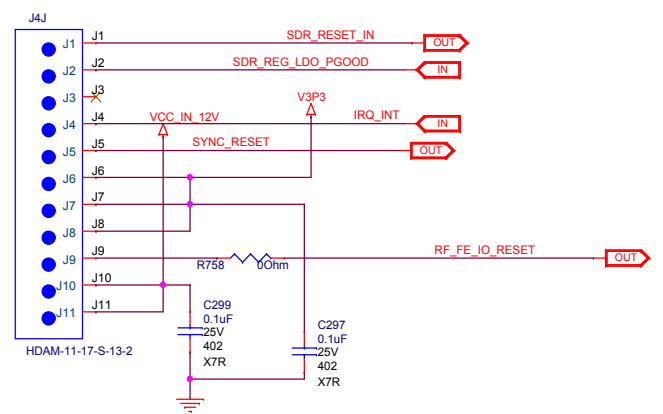 J4J
J1 J1 SDR_RESET_IN OUT
J2 J2 SDR_REG_LDO_PGOOD IN
J3 J3 V3P3
J4 J4 VCC_IN_12V IRQ_INT IN
J5 J5 SYNC_RESET OUT
J6 J6
J7 J7
J8 J8
J9 J9 R758 0Ohm RF_FE_IO_RESET OUT
J10 J10
J11 J11
C299
0.1uF
25V
402
X7R
C297
0.1uF
25V
402
X7R
HDAM-11-17-S-13-2